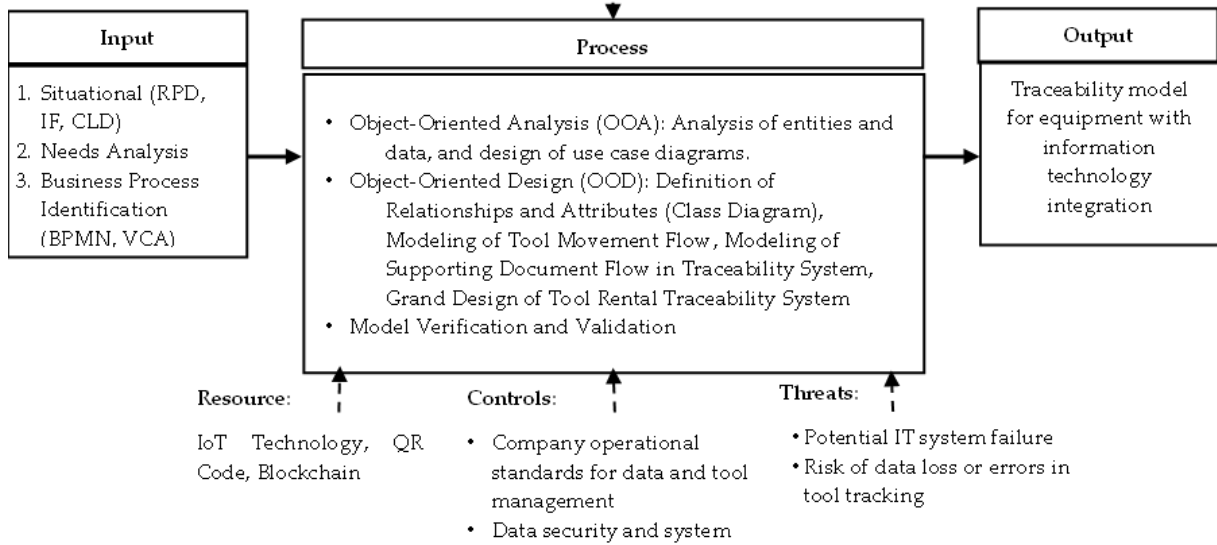 Input
1. Situational (RPD,
IF, CLD)
2. Needs Analysis
3. Business Process
Identification
(BPMN, VCA)
Process
• Object-Oriented Analysis (OOA): Analysis of entities and
data, and design of use case diagrams.
• Object-Oriented Design (OOD): Definition of
Relationships and Attributes (Class Diagram),
Modeling of Tool Movement Flow, Modeling of
Supporting Document Flow in Traceability System,
Grand Design of Tool Rental Traceability System
• Model Verification and Validation
Output
Traceability model
for equipment with
information
technology
integration
Resource:
IoT Technology, QR
Code, Blockchain
Controls:
• Company operational
standards for data and tool
management
• Data security and system
Threats:
• Potential IT system failure
• Risk of data loss or errors in
tool tracking